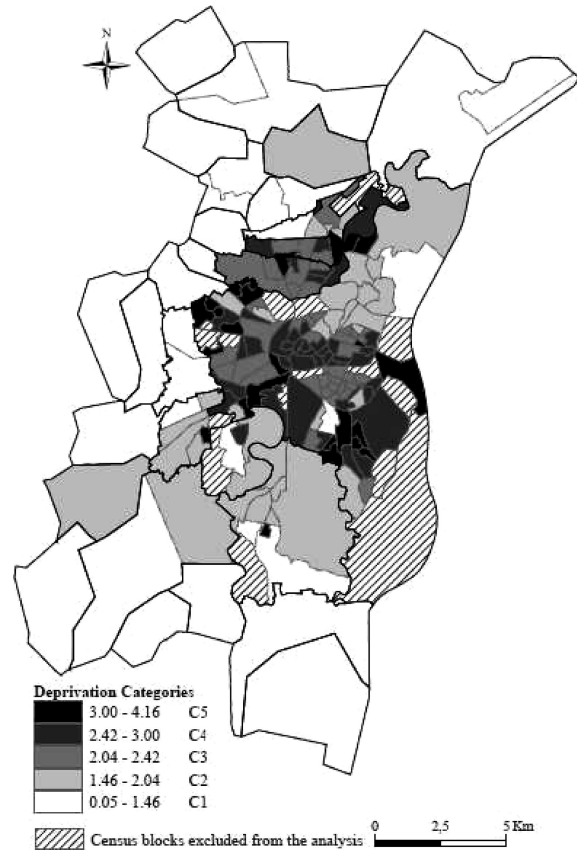 N
Deprivation Categories
3.00 - 4.16 C5
2.42 - 3.00 C4
2.04 - 2.42 C3
1.46 - 2.04 C2
0.05 - 1.46 C1
Census blocks excluded from the analysis
0 2,5 5 Km